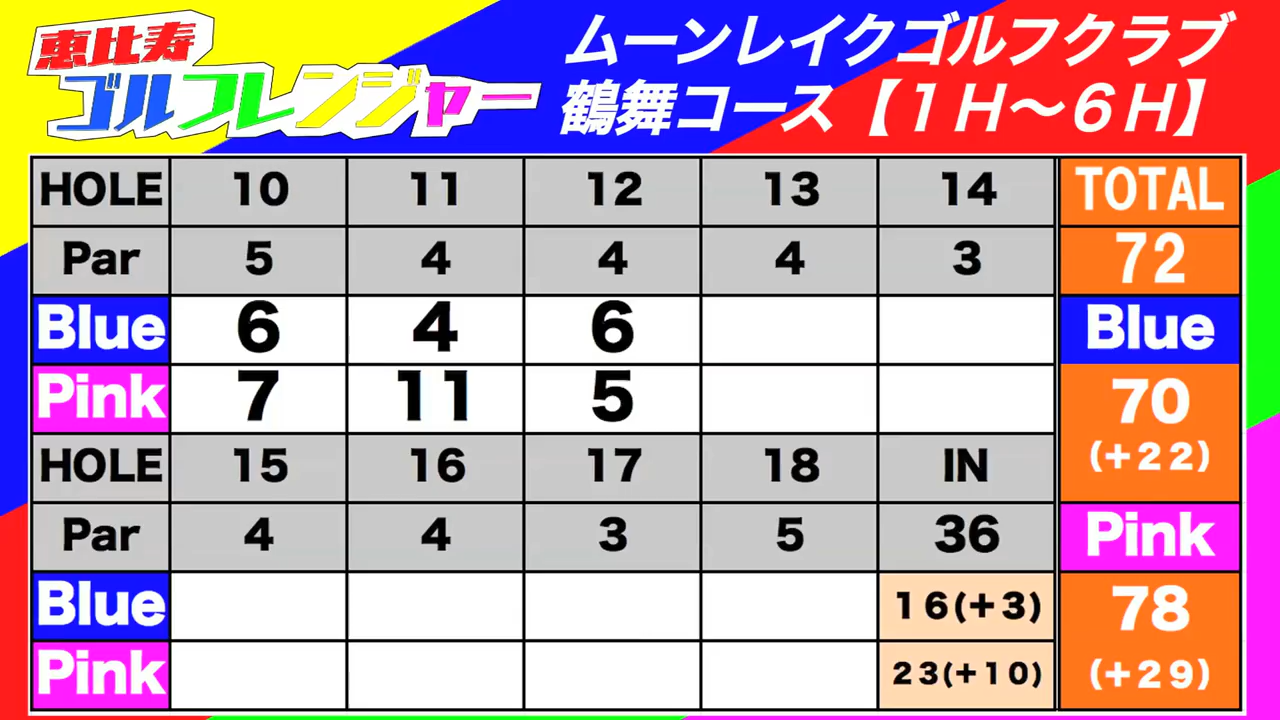 恵比寿
ゴルフレンジャー
ムーンレイクゴルフクラブ
鶴舞コース【１Ｈ～６Ｈ】
HOLE 10 11 12 13 14 TOTAL
Par 5 4 4 4 3 72
Blue 6 4 6 Blue
Pink 7 11 5 70
(+22)
HOLE 15 16 17 18 IN
Par 4 4 3 5 36 Pink
Blue 16(+3) 78
Pink 23(+10) (+29)